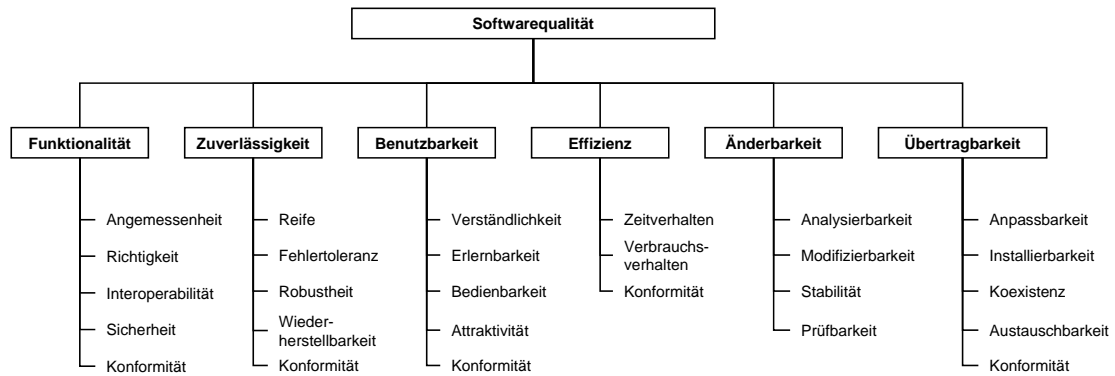 Softwarequalität
Funktionalität
Zuverlässigkeit
Benutzbarkeit
Effizienz
Änderbarkeit
Übertragbarkeit
Angemessenheit
Richtigkeit
Interoperabilität
Sicherheit
Konformität
Reife
Fehlertoleranz
Robustheit
Wieder-
herstellbarkeit
Konformität
Verständlichkeit
Erlernbarkeit
Bedienbarkeit
Attraktivität
Konformität
Zeitverhalten
Verbrauchs-
verhalten
Konformität
Analysierbarkeit
Modifizierbarkeit
Stabilität
Prüfbarkeit
Anpassbarkeit
Installierbarkeit
Koexistenz
Austauschbarkeit
Konformität